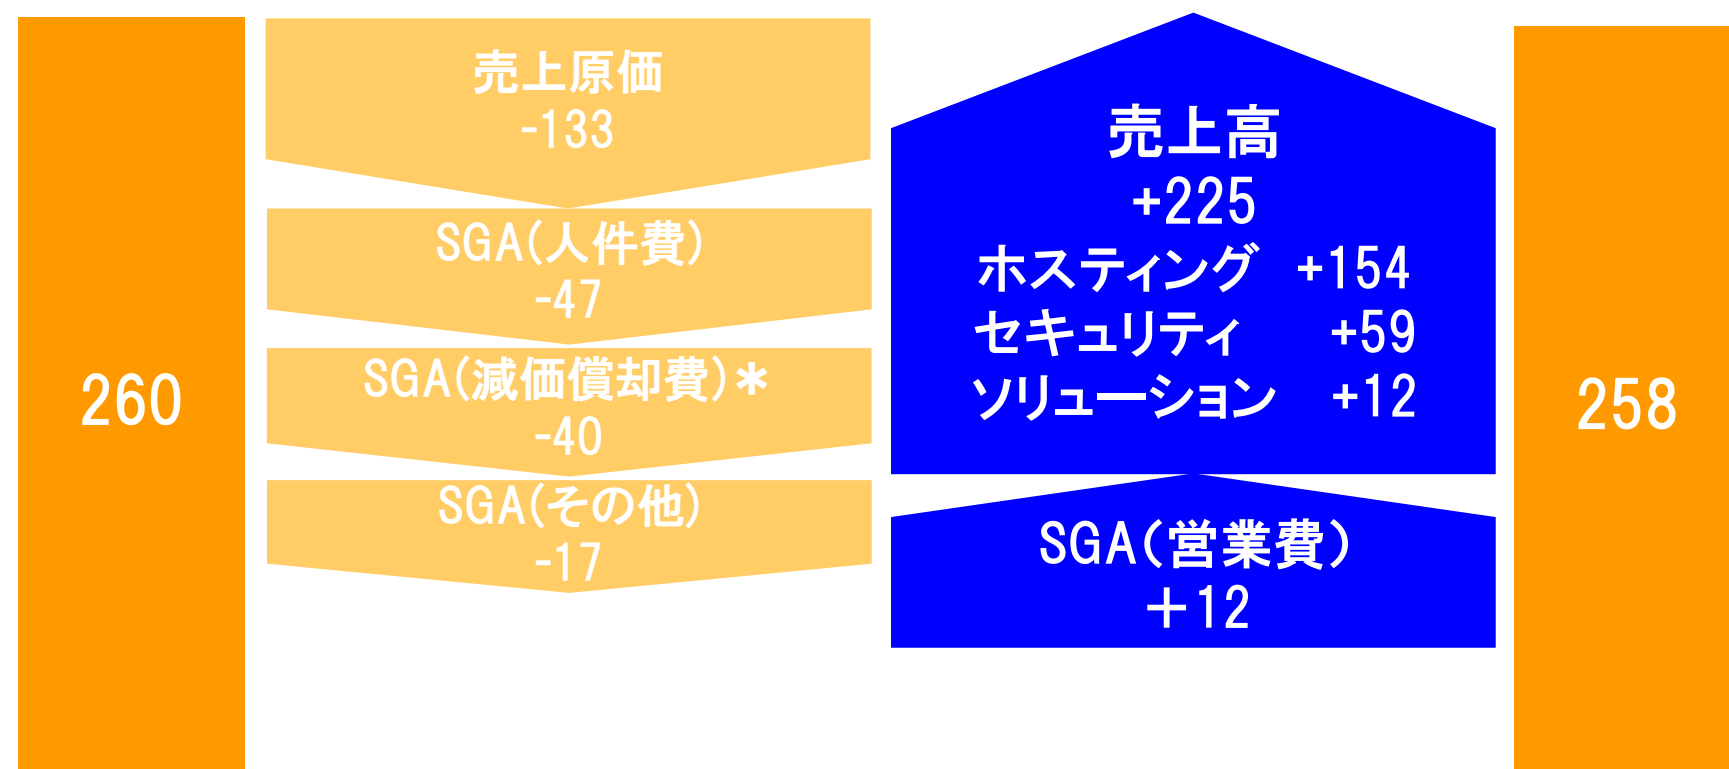 260
売上原価
-133
SGA(人件費)
-47
SGA(減価償却費)*
-40
SGA(その他)
-17
売上高
+225
ホスティング +154
セキュリティ +59
ソリューション +12
SGA(営業費)
+12
258